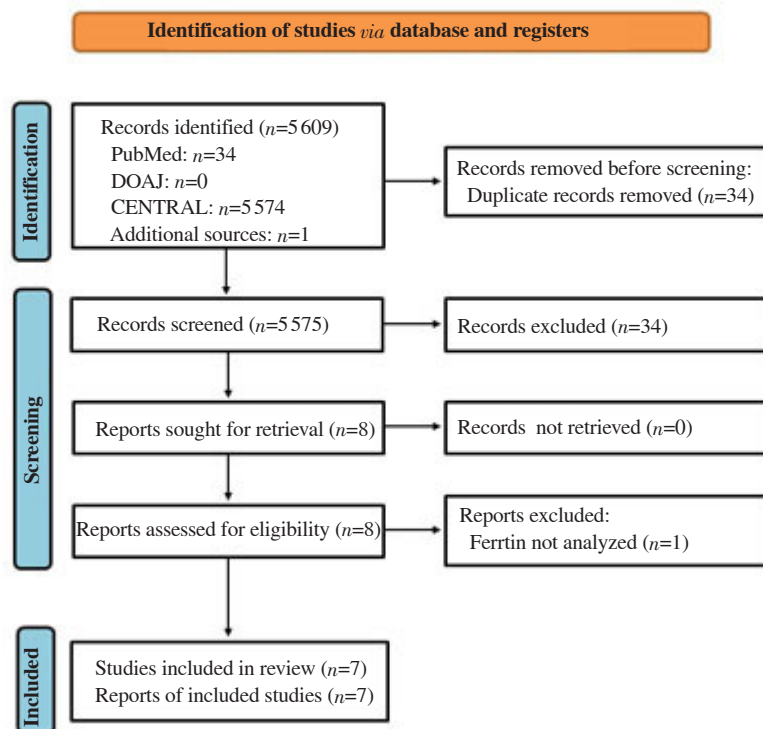 Identification of studies via database and registers
Identification
Records identified (n=5609)
PubMed: n=34
DOAJ: n=0
CENTRAL: n=5574
Additional sources: n=1
Records removed before screening:
Duplicate records removed (n=34)
Screening
Records screened (n=5575)
Records excluded (n=34)
Reports sought for retrieval (n=8)
Records not retrieved (n=0)
Reports assessed for eligibility (n=8)
Reports excluded:
Ferrtin not analyzed (n=1)
Included
Studies included in review (n=7)
Reports of included studies (n=7)